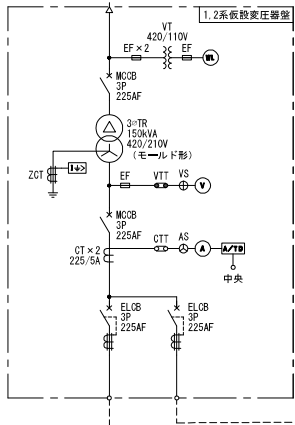 1,2系仮設変圧器盤
VT
420/110V
EF×2
EF
WL
MCCB
3P
225AF
3φTR
150kVA
420/210V
(モールド形)
ZCT
I⏚>
EF
VTT
VS
V
MCCB
3P
225AF
CT×2
225/5A
CTT
AS
A
A/TD
中央
ELCB
3P
225AF
ELCB
3P
225AF